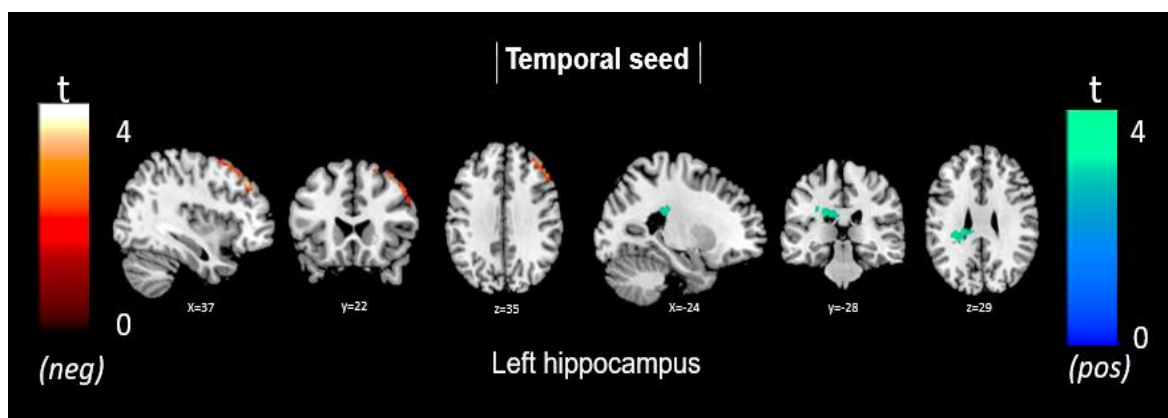 Temporal seed
t
4
0
(neg)
X=37
y=22
z=35
X=-24
y=-28
z=29
t
4
0
(pos)
Left hippocampus